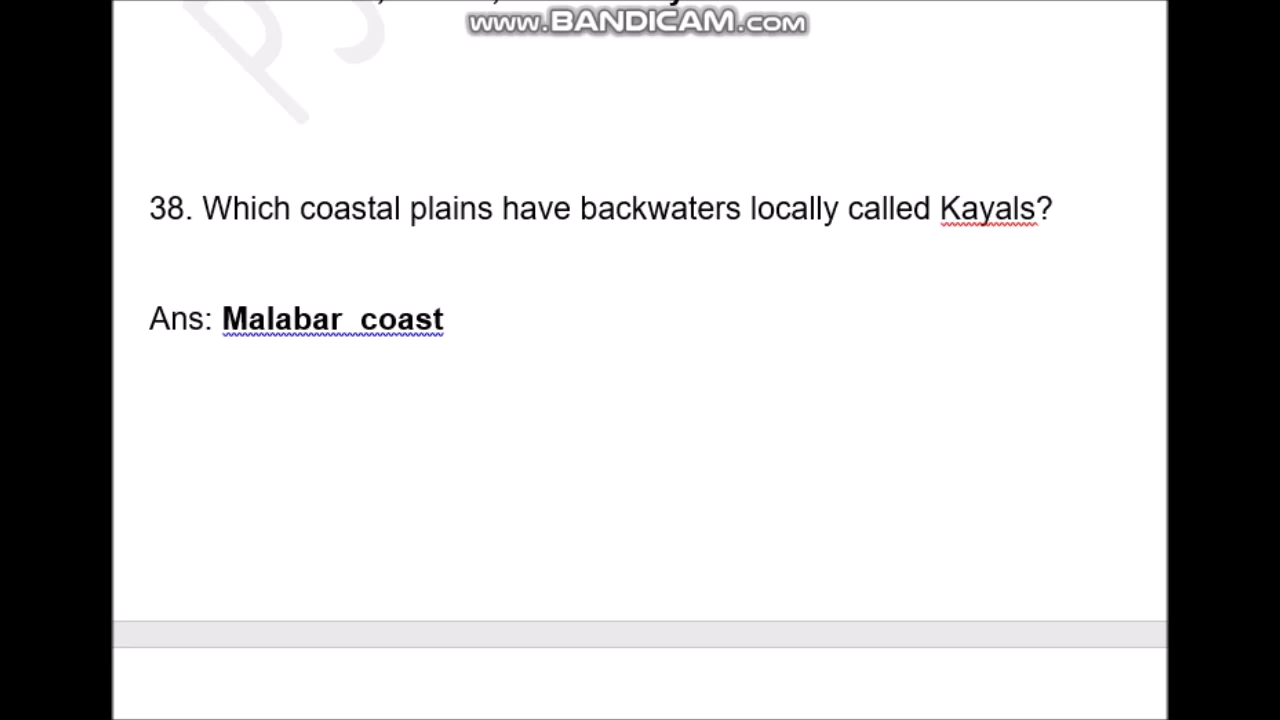 www.BANDICAM.com
38. Which coastal plains have backwaters locally called Kayals?
Ans: Malabar  coast